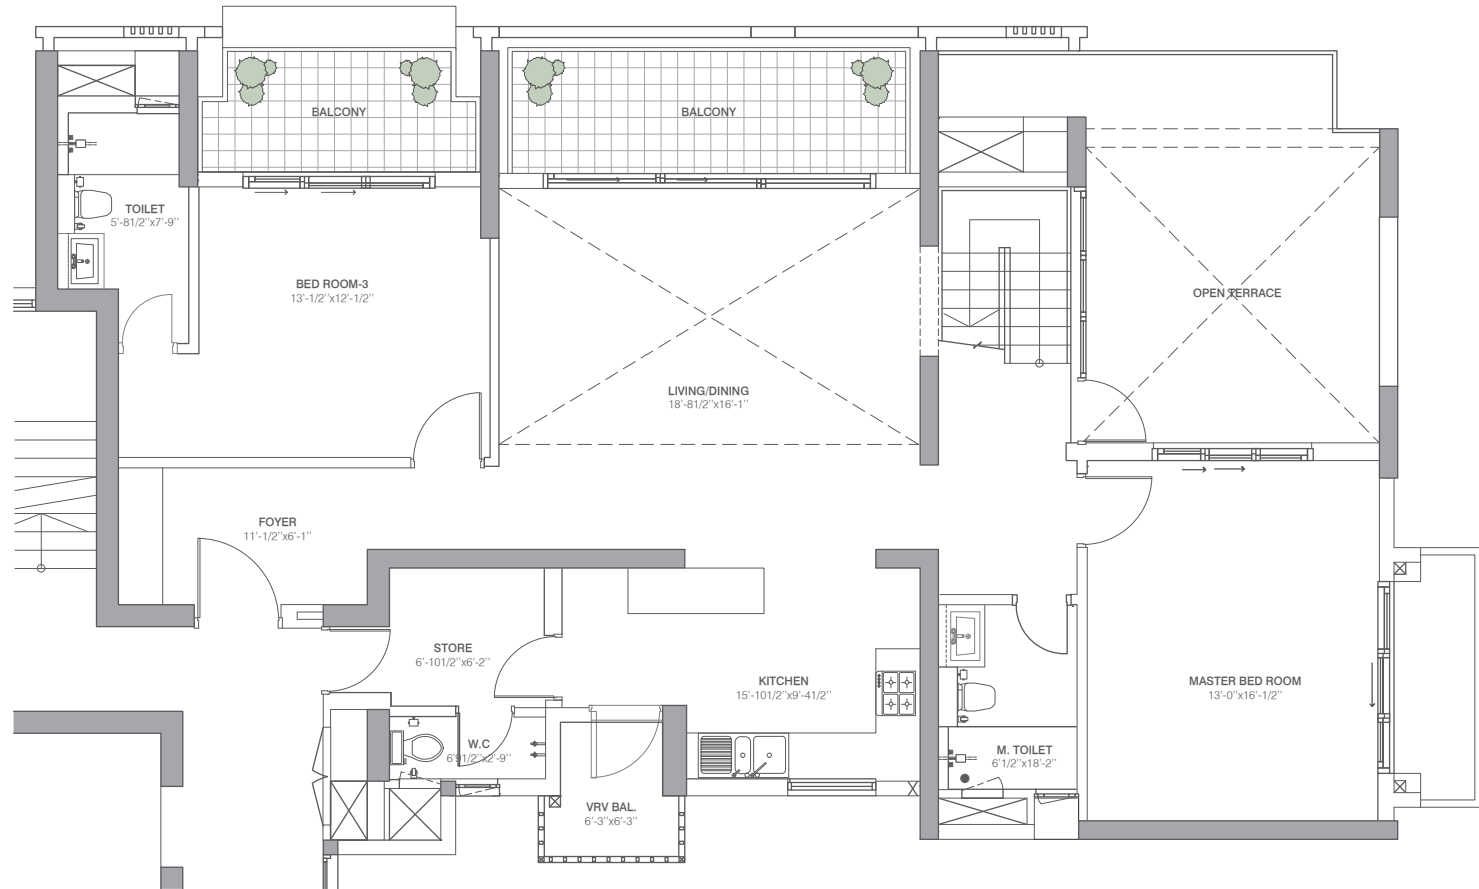 BALCONY
BALCONY
TOILET
5'-81/2''x7'-9''
BED ROOM-3
13'-1/2''x12'-1/2''
OPEN TERRACE
LIVING/DINING
18'-81/2''x16'-1''
FOYER
11'-1/2''x6'-1''
STORE
6'-101/2''x6'-2''
KITCHEN
15'-101/2''x9'-41/2''
MASTER BED ROOM
13'-0''x16'-1/2''
W.C
6'91/2''x2'-9''
M. TOILET
6'1/2''x18'-2''
VRV BAL.
6'-3''x6'-3''